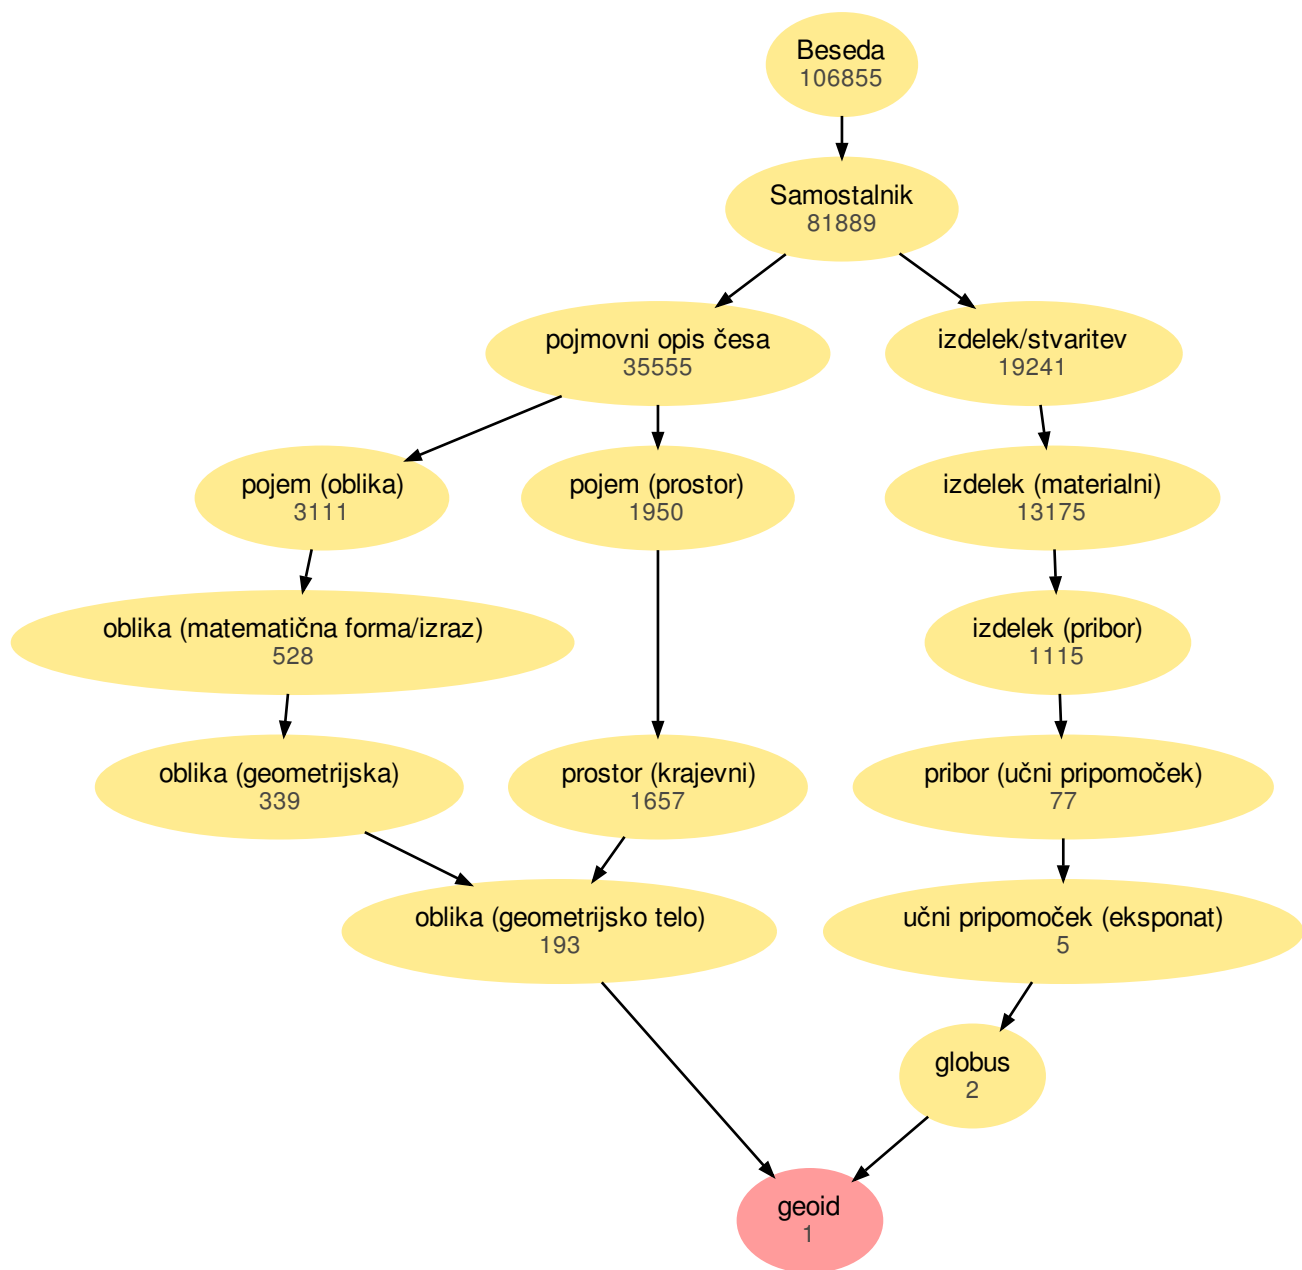 Beseda
106855
Samostalnik
81889
pojmovni opis česa
35555
izdelek/stvaritev
19241
pojem (oblika)
3111
pojem (prostor)
1950
izdelek (materialni)
13175
oblika (matematična forma/izraz)
528
izdelek (pribor)
1115
oblika (geometrijska)
339
prostor (krajevni)
1657
pribor (učni pripomoček)
77
oblika (geometrijsko telo)
193
učni pripomoček (eksponat)
5
globus
2
geoid
1